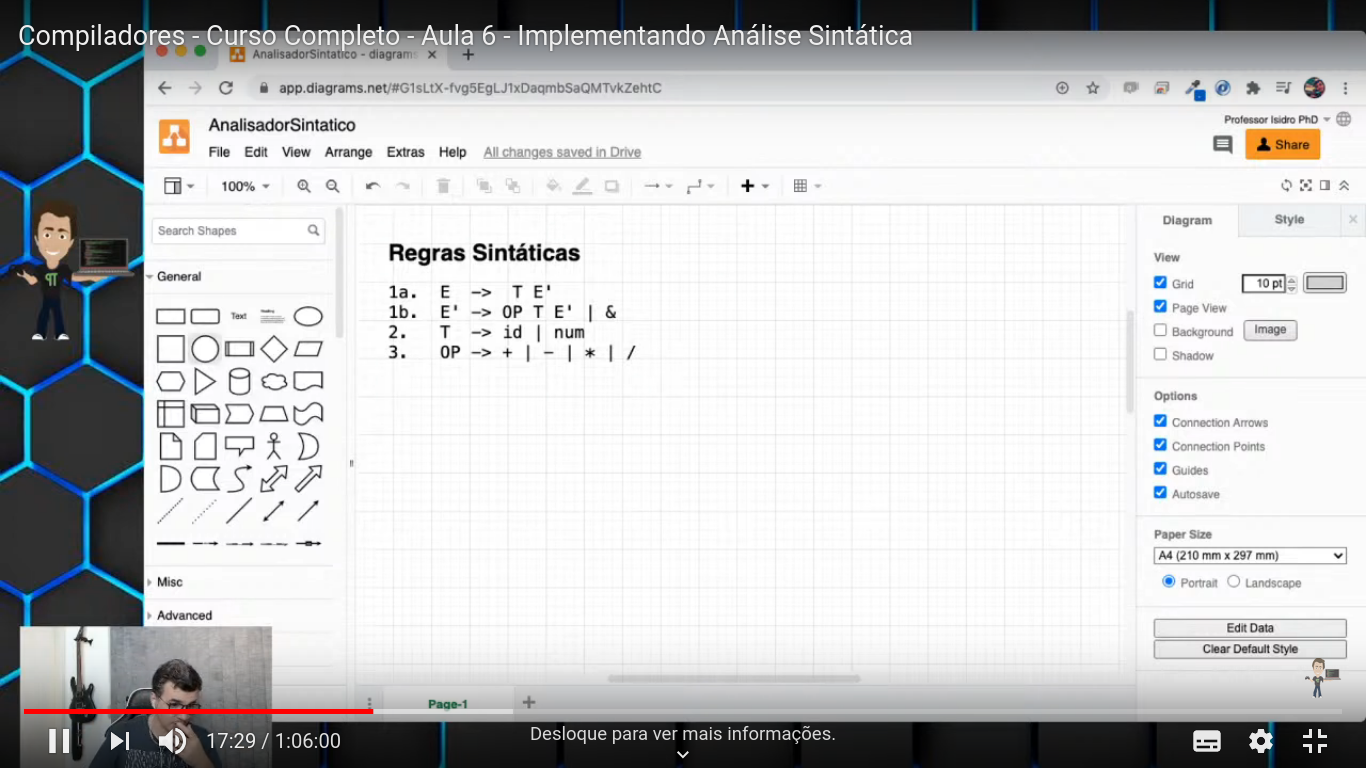 Compiladores - Curso Completo - Aula 6 - Implementando Análise Sintática
AnalisadorSintatico - diagrams
app.diagrams.net/#G1sLtX-fvg5EgLJ1xDaqmbSaQMTvkZehtC
AnalisadorSintatico
Professor Isidro PhD
File Edit View Arrange Extras Help All changes saved in Drive
Share
100%
Search Shapes
General
Text
Heading
Misc
Advanced
Regras Sintáticas
1a. E -> T E'
1b. E' -> OP T E' | &
2. T -> id | num
3. OP -> + | - | * | /
Diagram Style
View
Grid 10 pt
Page View
Background Image
Shadow
Options
Connection Arrows
Connection Points
Guides
Autosave
Paper Size
A4 (210 mm x 297 mm)
Portrait Landscape
Edit Data
Clear Default Style
Page-1
17:29 / 1:06:00
Desloque para ver mais informações.